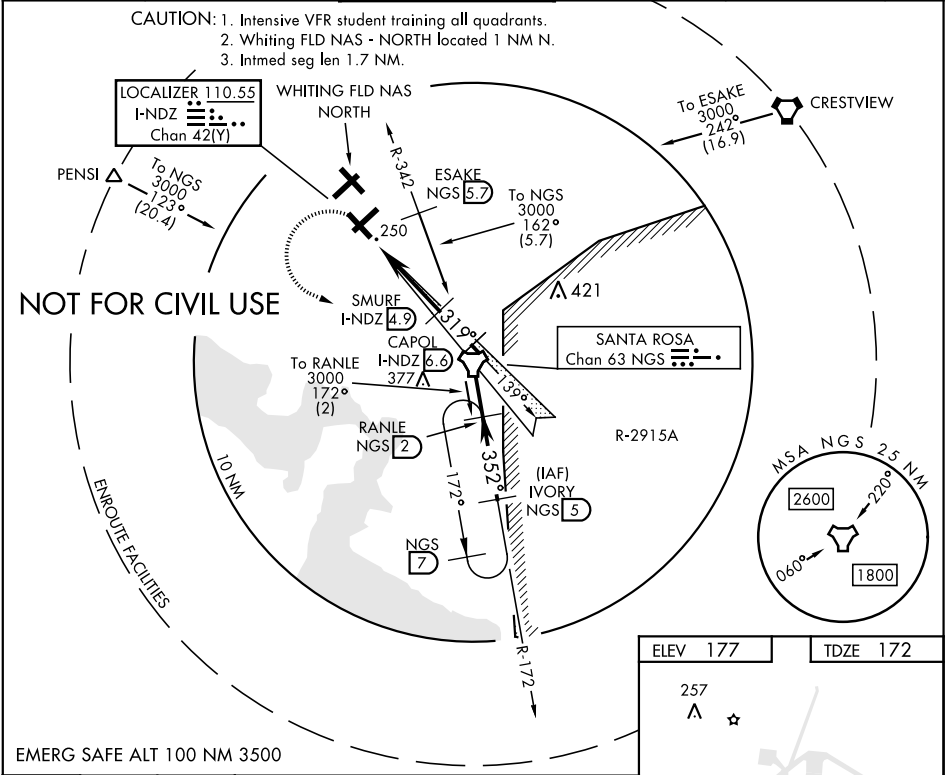 CAUTION: 1. Intensive VFR student training all quadrants.
2. Whiting FLD NAS - NORTH located 1 NM N.
3. Intmed seg len 1.7 NM.
LOCALIZER 110.55
I-NDZ
Chan 42(Y)
WHITING FLD NAS
NORTH
To ESAKE
3000
242°
(16.9)
CRESTVIEW
PENSI
To NGS
3000
123°
(20.4)
R-342
ESAKE
NGS 5.7
To NGS
3000
162°
(5.7)
250
NOT FOR CIVIL USE
SMURF
I-NDZ 4.9
319°
421
CAPOL
I-NDZ 6.6
377
SANTA ROSA
Chan 63 NGS
139°
To RANLE
3000
172°
(2)
RANLE
NGS 2
R-2915A
352°
172°
(IAF)
IVORY
NGS 5
10 NM
ENROUTE FACILITIES
NGS
7
MSA NGS 25 NM
2600
220°
060°
1800
R-172
ELEV 177
TDZE 172
257
EMERG SAFE ALT 100 NM 3500